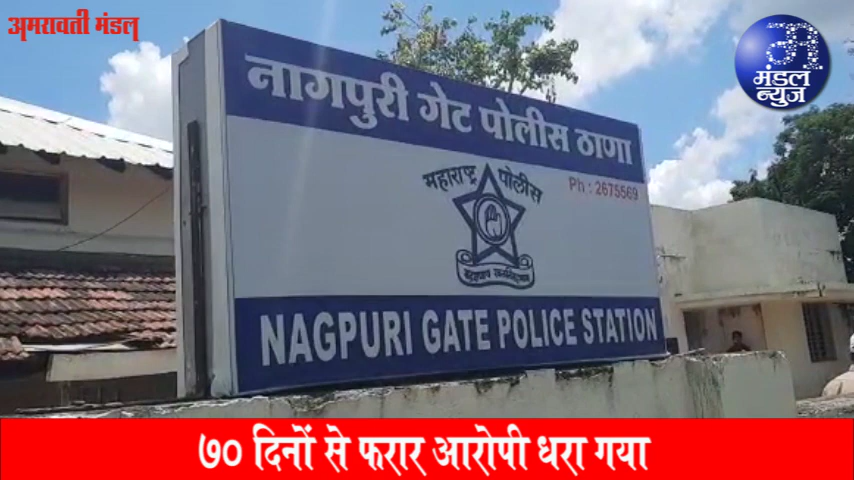 अमरावती मंडल
मंडल
न्युज
नागपुरी गेट पोलीस ठाणा
महाराष्ट्र पोलीस
Ph : 2675569
NAGPURI GATE POLICE STATION
७० दिनों से फरार आरोपी धरा गया